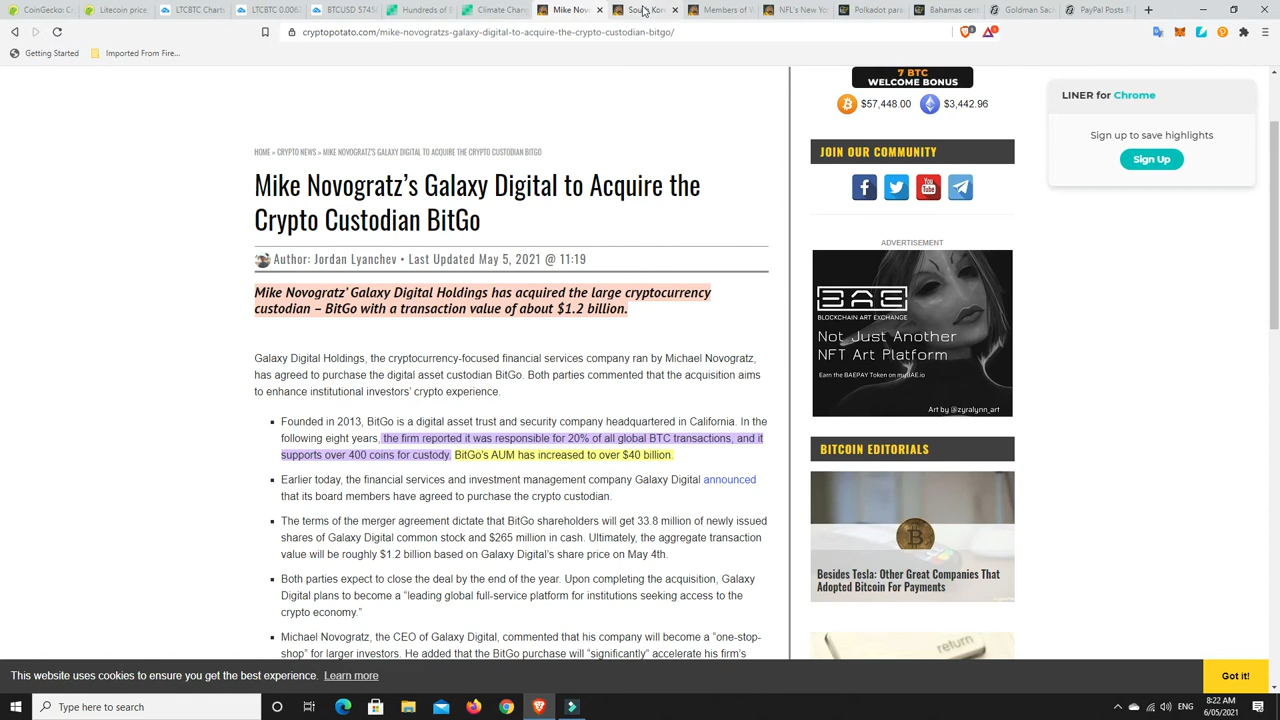 CoinGecko: C
Litecoin price
LTCBTC Charts
LTCBTC 0.006
BTCUSD 5745
Hundreds of B
Climate Chan
Mike Novo
South Kor
Members of V
NFL's New Yo
Polkadot parc
Bahamas cent
Goldman Sach
PayPal Posts R
cryptopotato.com/mike-novogratzs-galaxy-digital-to-acquire-the-crypto-custodian-bitgo/
Getting Started
Imported From Fire...
7 BTC
WELCOME BONUS
$57,448.00
$3,442.96
LINER for Chrome
Sign up to save highlights
Sign Up
HOME » CRYPTO NEWS » MIKE NOVOGRATZ'S GALAXY DIGITAL TO ACQUIRE THE CRYPTO CUSTODIAN BITGO
Mike Novogratz's Galaxy Digital to Acquire the
Crypto Custodian BitGo
Author: Jordan Lyanchev • Last Updated May 5, 2021 @ 11:19
Mike Novogratz' Galaxy Digital Holdings has acquired the large cryptocurrency
custodian – BitGo with a transaction value of about $1.2 billion.
Galaxy Digital Holdings, the cryptocurrency-focused financial services company ran by Michael Novogratz,
has agreed to purchase the digital asset custodian BitGo. Both parties commented that the acquisition aims
to enhance institutional investors' crypto experience.
Founded in 2013, BitGo is a digital asset trust and security company headquartered in California. In the
following eight years, the firm reported it was responsible for 20% of all global BTC transactions, and it
supports over 400 coins for custody. BitGo's AUM has increased to over $40 billion.
Earlier today, the financial services and investment management company Galaxy Digital announced
that its board members have agreed to purchase the crypto custodian.
The terms of the merger agreement dictate that BitGo shareholders will get 33.8 million of newly issued
shares of Galaxy Digital common stock and $265 million in cash. Ultimately, the aggregate transaction
value will be roughly $1.2 billion based on Galaxy Digital's share price on May 4th.
Both parties expect to close the deal by the end of the year. Upon completing the acquisition, Galaxy
Digital plans to become a "leading global full-service platform for institutions seeking access to the
crypto economy."
Michael Novogratz, the CEO of Galaxy Digital, commented that his company will become a "one-stop-
shop" for larger investors. He added that the BitGo purchase will "significantly" accelerate his firm's
JOIN OUR COMMUNITY
You
Tube
ADVERTISEMENT
BAE
BLOCKCHAIN ART EXCHANGE
Not Just Another
NFT Art Platform
Earn the BAEPAY Token on myBAE.io
Art by @zyralynn_art
BITCOIN EDITORIALS
Besides Tesla: Other Great Companies That
Adopted Bitcoin For Payments
return
This website uses cookies to ensure you get the best experience. Learn more
Got it!
Type here to search
ENG
8:22 AM
6/05/2021